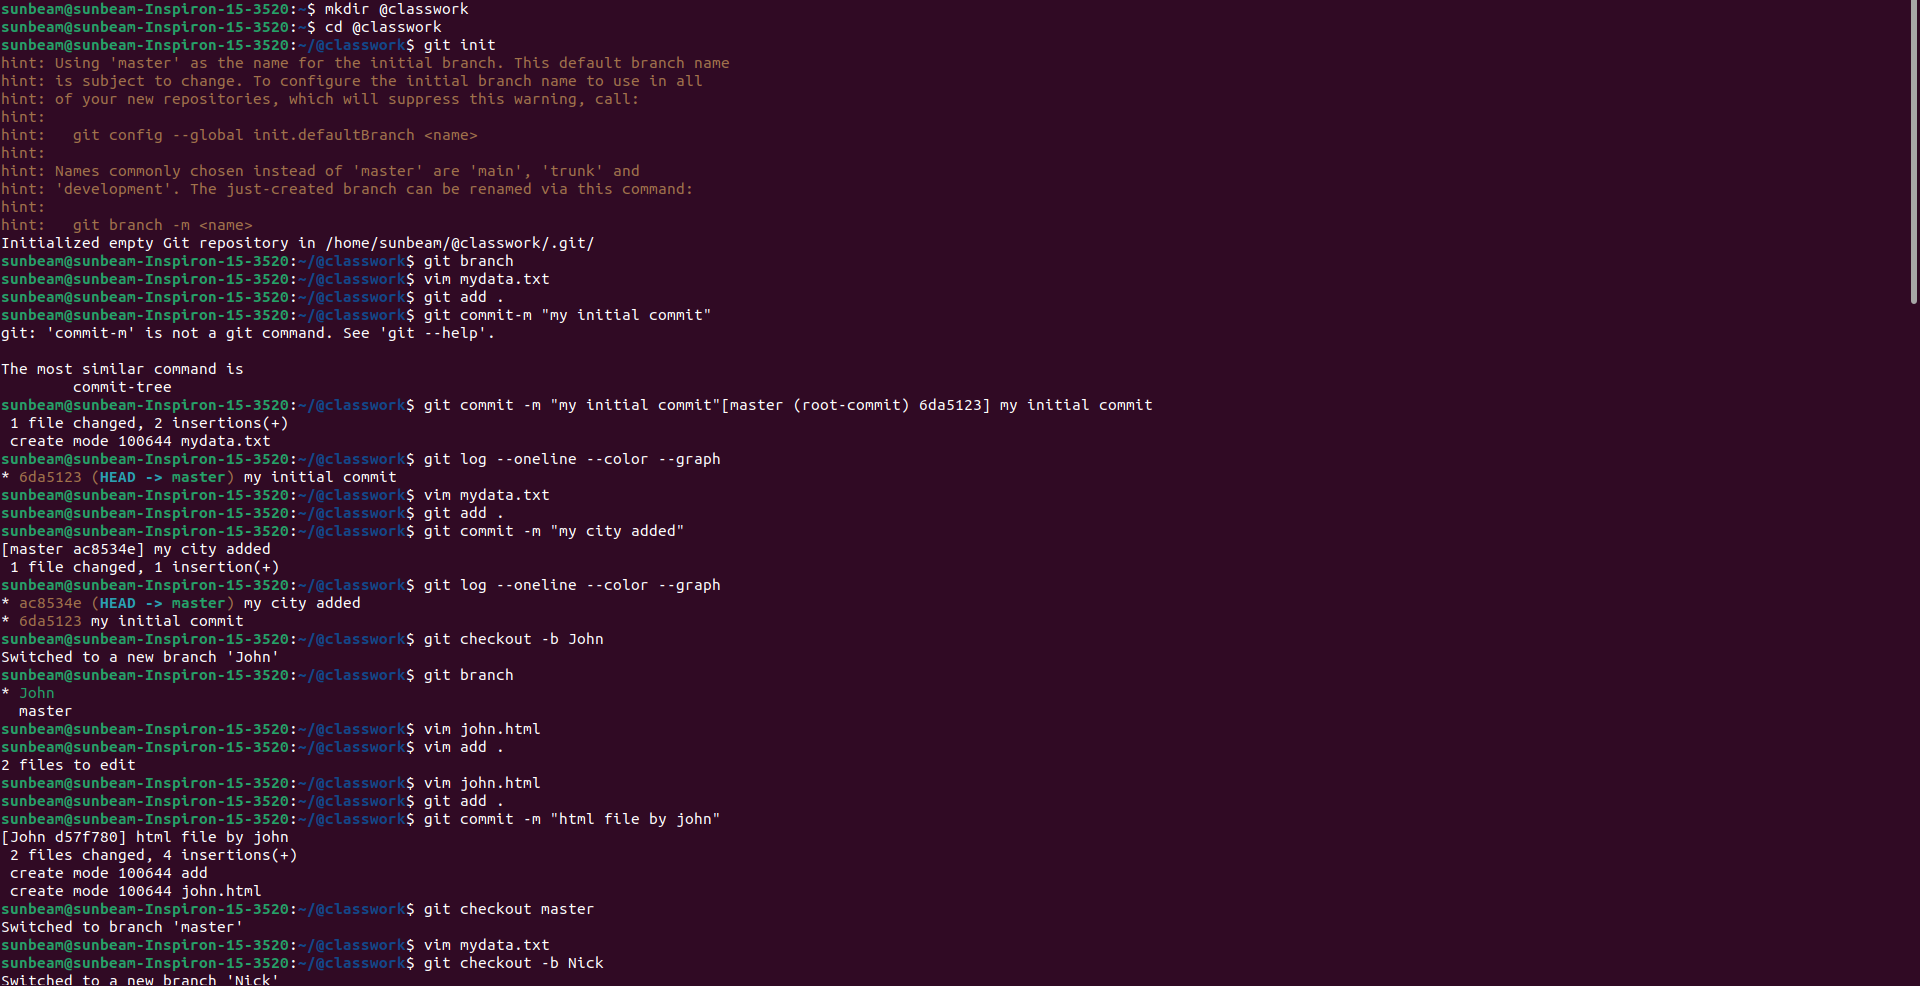 sunbeam@sunbeam-Inspiron-15-3520:~$ mkdir @classwork
sunbeam@sunbeam-Inspiron-15-3520:~$ cd @classwork
sunbeam@sunbeam-Inspiron-15-3520:~/@classwork$ git init
hint: Using 'master' as the name for the initial branch. This default branch name
hint: is subject to change. To configure the initial branch name to use in all
hint: of your new repositories, which will suppress this warning, call:
hint:
hint:   git config --global init.defaultBranch <name>
hint:
hint: Names commonly chosen instead of 'master' are 'main', 'trunk' and
hint: 'development'. The just-created branch can be renamed via this command:
hint:
hint:   git branch -m <name>
Initialized empty Git repository in /home/sunbeam/@classwork/.git/
sunbeam@sunbeam-Inspiron-15-3520:~/@classwork$ git branch
sunbeam@sunbeam-Inspiron-15-3520:~/@classwork$ vim mydata.txt
sunbeam@sunbeam-Inspiron-15-3520:~/@classwork$ git add .
sunbeam@sunbeam-Inspiron-15-3520:~/@classwork$ git commit-m "my initial commit"
git: 'commit-m' is not a git command. See 'git --help'.

The most similar command is
        commit-tree
sunbeam@sunbeam-Inspiron-15-3520:~/@classwork$ git commit -m "my initial commit"[master (root-commit) 6da5123] my initial commit
 1 file changed, 2 insertions(+)
 create mode 100644 mydata.txt
sunbeam@sunbeam-Inspiron-15-3520:~/@classwork$ git log --oneline --color --graph
* 6da5123 (HEAD -> master) my initial commit
sunbeam@sunbeam-Inspiron-15-3520:~/@classwork$ vim mydata.txt
sunbeam@sunbeam-Inspiron-15-3520:~/@classwork$ git add .
sunbeam@sunbeam-Inspiron-15-3520:~/@classwork$ git commit -m "my city added"
[master ac8534e] my city added
 1 file changed, 1 insertion(+)
sunbeam@sunbeam-Inspiron-15-3520:~/@classwork$ git log --oneline --color --graph
* ac8534e (HEAD -> master) my city added
* 6da5123 my initial commit
sunbeam@sunbeam-Inspiron-15-3520:~/@classwork$ git checkout -b John
Switched to a new branch 'John'
sunbeam@sunbeam-Inspiron-15-3520:~/@classwork$ git branch
* John
  master
sunbeam@sunbeam-Inspiron-15-3520:~/@classwork$ vim john.html
sunbeam@sunbeam-Inspiron-15-3520:~/@classwork$ vim add .
2 files to edit
sunbeam@sunbeam-Inspiron-15-3520:~/@classwork$ vim john.html
sunbeam@sunbeam-Inspiron-15-3520:~/@classwork$ git add .
sunbeam@sunbeam-Inspiron-15-3520:~/@classwork$ git commit -m "html file by john"
[John d57f780] html file by john
 2 files changed, 4 insertions(+)
 create mode 100644 add
 create mode 100644 john.html
sunbeam@sunbeam-Inspiron-15-3520:~/@classwork$ git checkout master
Switched to branch 'master'
sunbeam@sunbeam-Inspiron-15-3520:~/@classwork$ vim mydata.txt
sunbeam@sunbeam-Inspiron-15-3520:~/@classwork$ git checkout -b Nick
Switched to a new branch 'Nick'